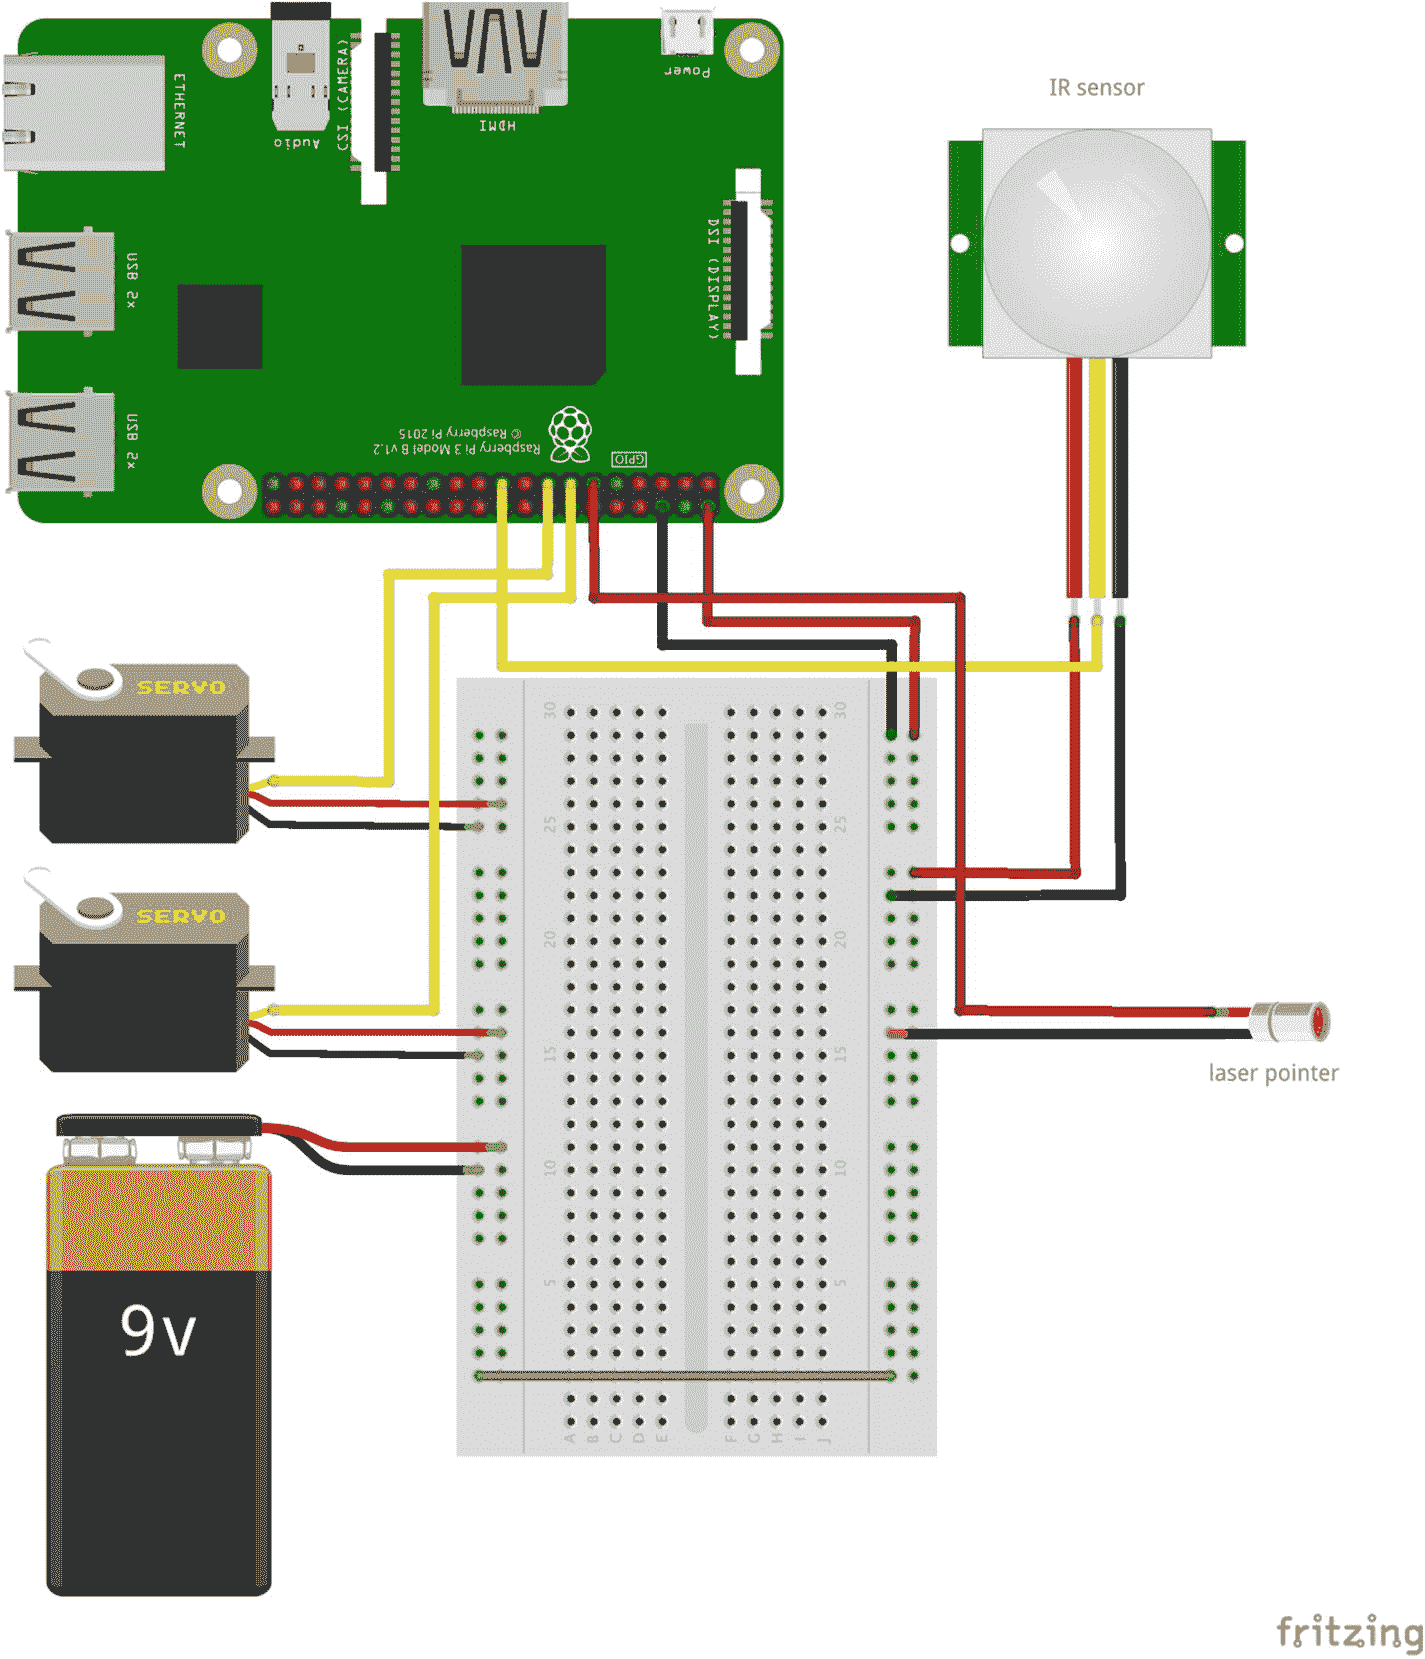 IR sensor
ETHERNET
Audio
CSI (CAMERA)
HDMI
Power
DSI (DISPLAY)
USB 2x
USB 2x
Raspberry Pi 3 Model B v1.2
© Raspberry Pi 2015
GPIO
SERVO
SERVO
30 30
25 25
20 20
15 15
10 10
5 5
A B C D E F G H I J
laser pointer
9v
fritzing